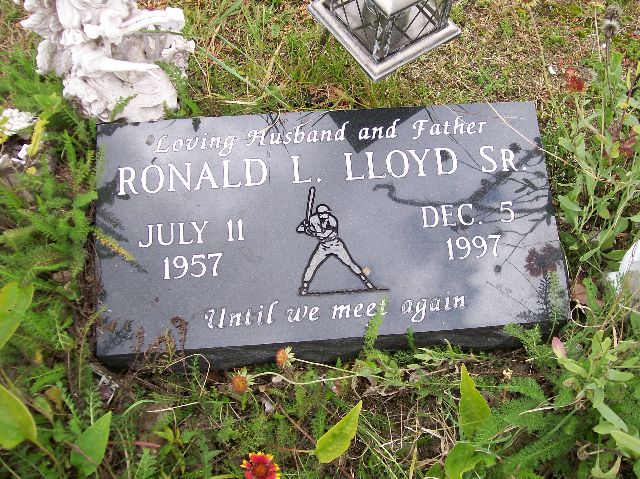 Loving Husband and Father
RONALD L. LLOYD SR.
JULY 11
1957
DEC. 5
1997
Until we meet again